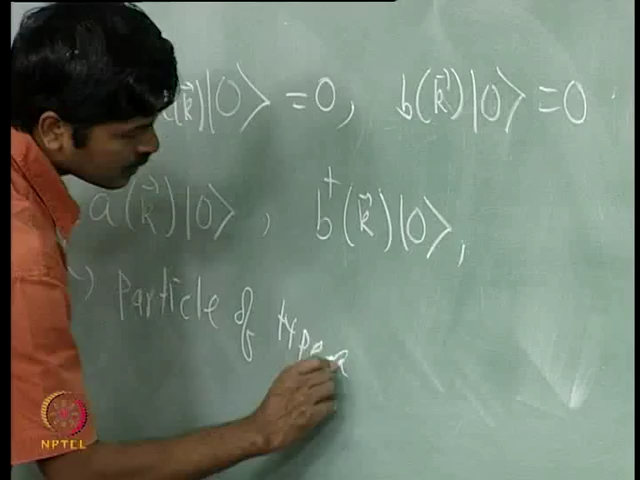 a(k⃗)|0⟩ = 0, b(k⃗)|0⟩ = 0
a(k⃗)|0⟩, b†(k⃗)|0⟩,
Particle of type a
NPTEL